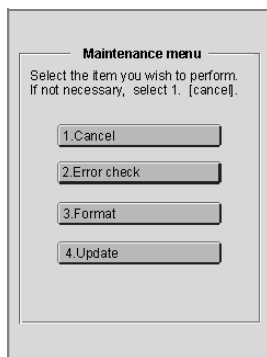 Maintenance menu
Select the item you wish to perform.
If not necessary, select 1. [cancel].
1.Cancel
2.Error check
3.Format
4.Update